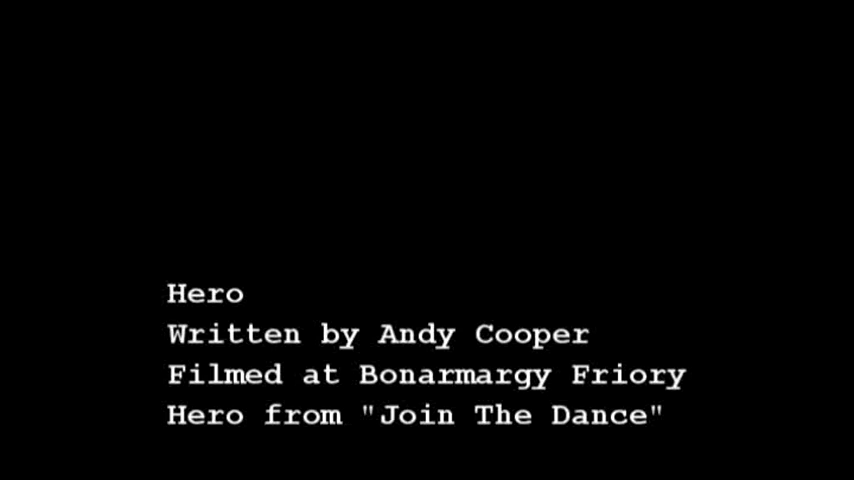 Hero
Written by Andy Cooper
Filmed at Bonarmargy Friory
Hero from "Join The Dance"